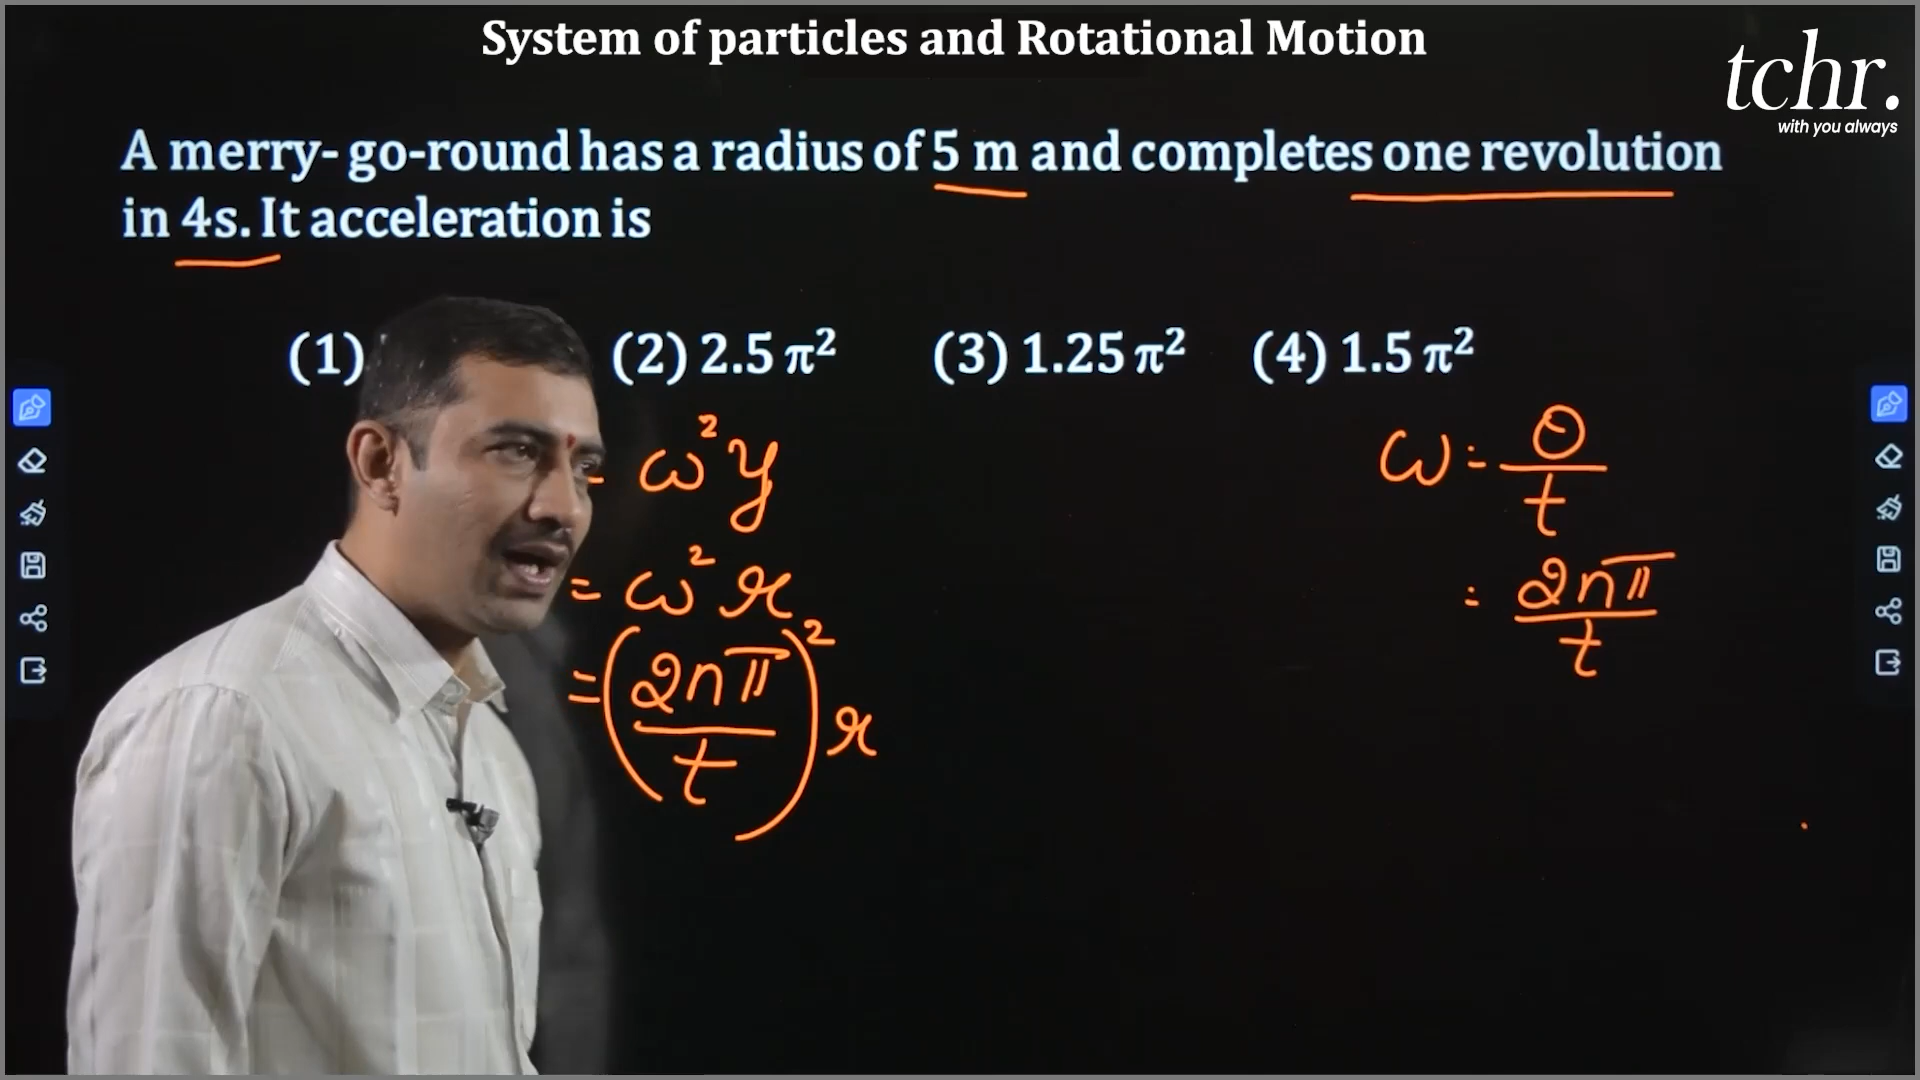 System of particles and Rotational Motion
tchr.
with you always
A merry- go-round has a radius of 5 m and completes one revolution
in 4s. It acceleration is
(1) (2) 2.5 π² (3) 1.25 π² (4) 1.5 π²
= ω²y
ω = θ/t
= ω²r
= 2nπ/t
= (2nπ/t)² r